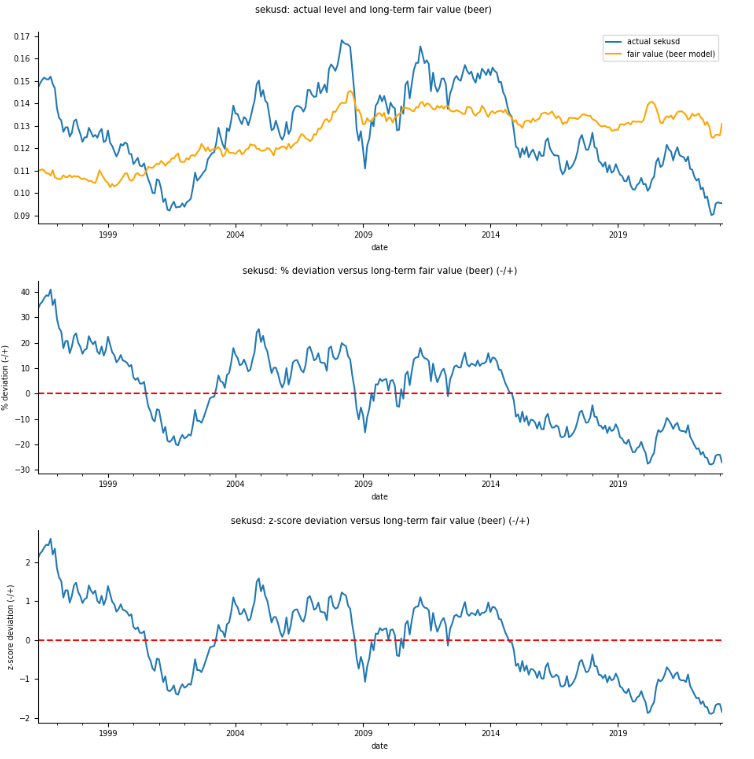 sekusd: actual level and long-term fair value (beer)
0.17
0.16
0.15
0.14
0.13
0.12
0.11
0.10
0.09
actual sekusd
fair value (beer model)
1999 2004 2009 2014 2019
date
sekusd: % deviation versus long-term fair value (beer) (-/+)
% deviation (-/+)
40
30
20
10
0
−10
−20
−30
1999 2004 2009 2014 2019
date
sekusd: z-score deviation versus long-term fair value (beer) (-/+)
z-score deviation (-/+)
2
1
0
−1
−2
1999 2004 2009 2014 2019
date